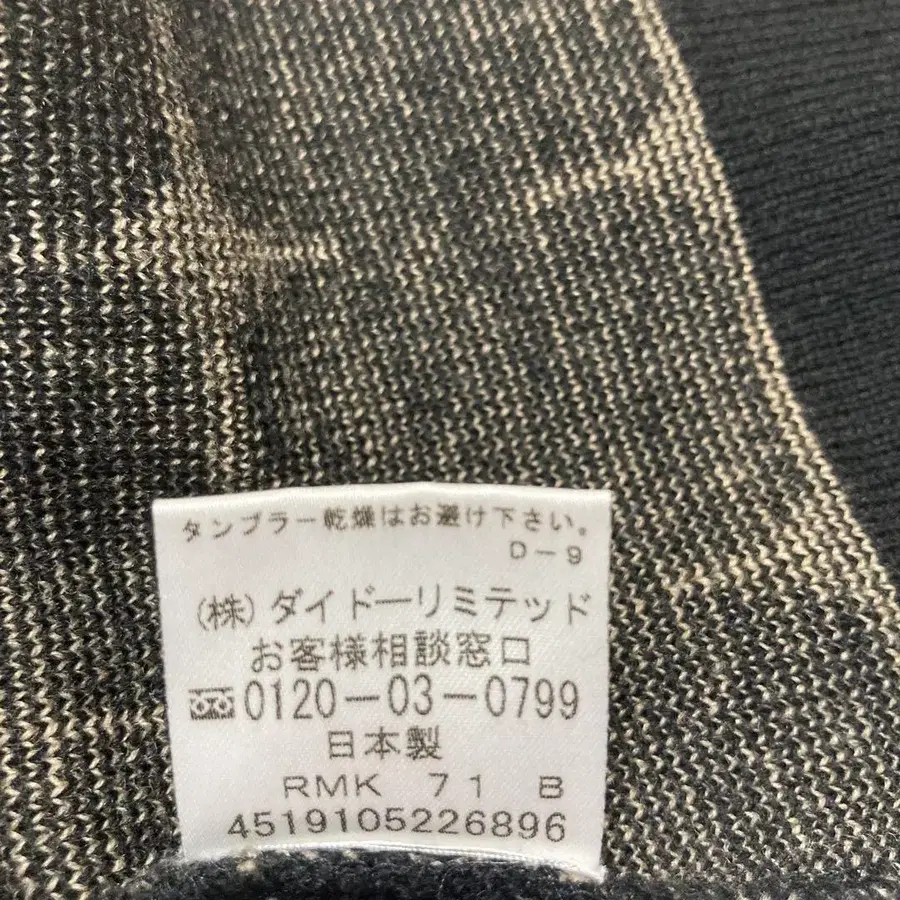 タンブラー乾燥はお避け下さい。
D-9
(株)ダイドーリミテッド
お客様相談窓口
0120-03-0799
日本製
RMK 71 B
4519105226896